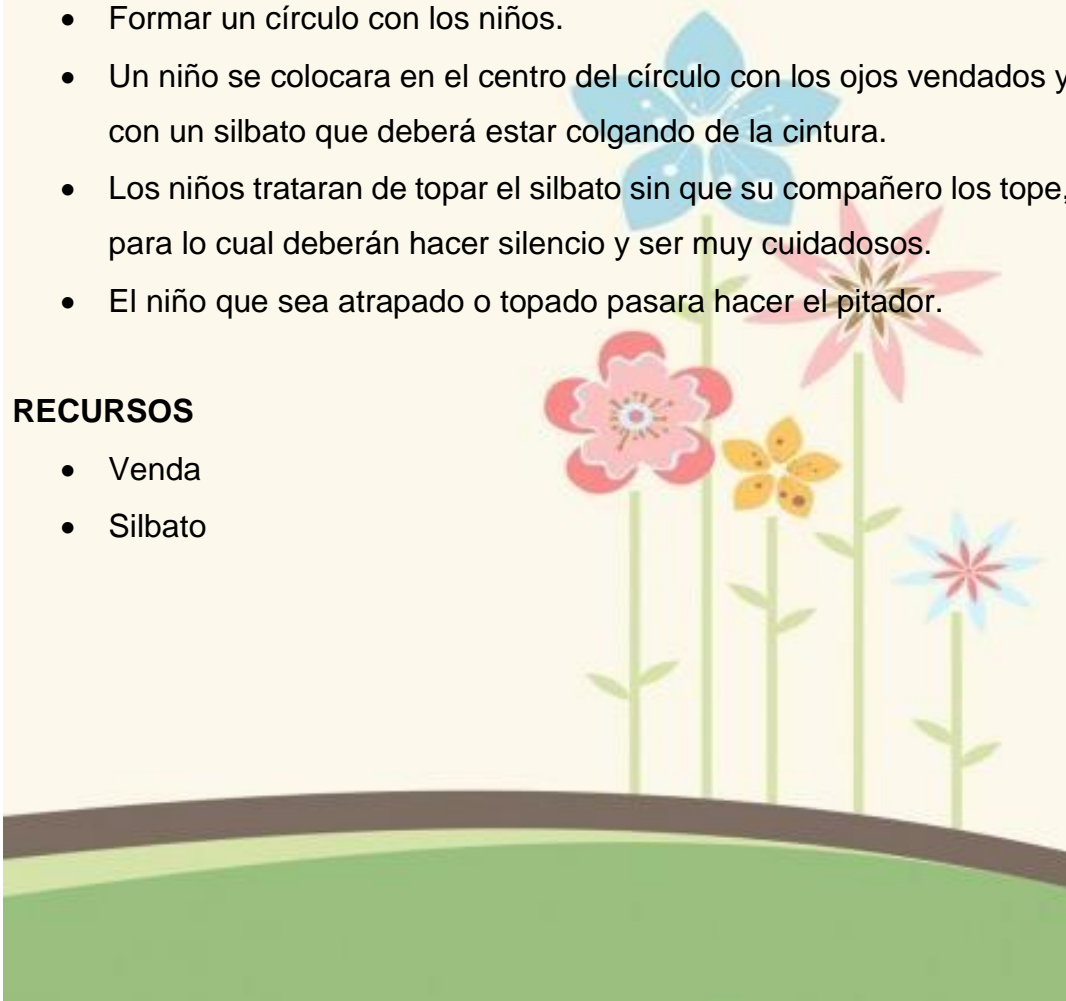 • Formar un círculo con los niños.
• Un niño se colocara en el centro del círculo con los ojos vendados y
con un silbato que deberá estar colgando de la cintura.
• Los niños trataran de topar el silbato sin que su compañero los tope,
para lo cual deberán hacer silencio y ser muy cuidadosos.
• El niño que sea atrapado o topado pasara hacer el pitador.
RECURSOS
• Venda
• Silbato